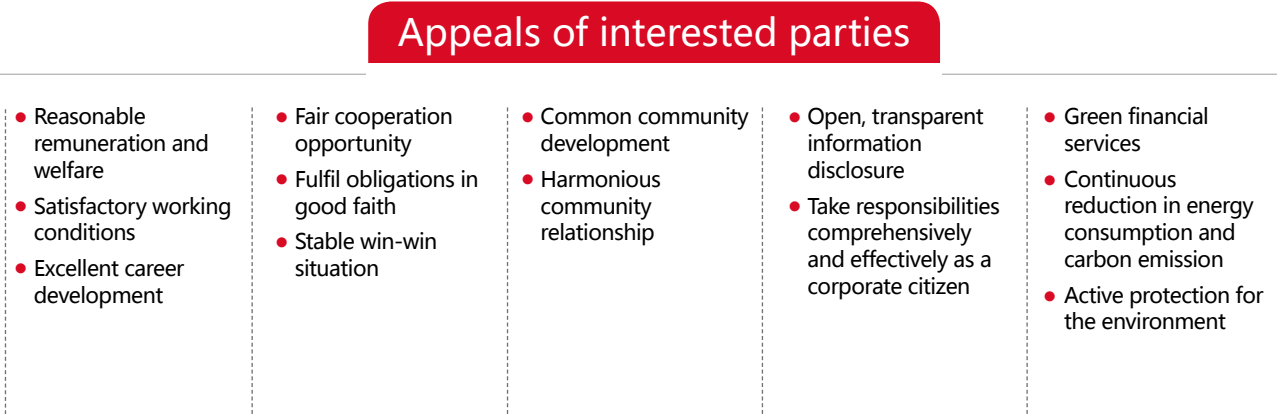 Appeals of interested parties
Reasonable
remuneration and
welfare
Satisfactory working
conditions
Excellent career
development
Fair cooperation
opportunity
Fulfil obligations in
good faith
Stable win-win
situation
Common community
development
Harmonious
community
relationship
Open, transparent
information
disclosure
Take responsibilities
comprehensively
and effectively as a
corporate citizen
Green financial
services
Continuous
reduction in energy
consumption and
carbon emission
Active protection for
the environment